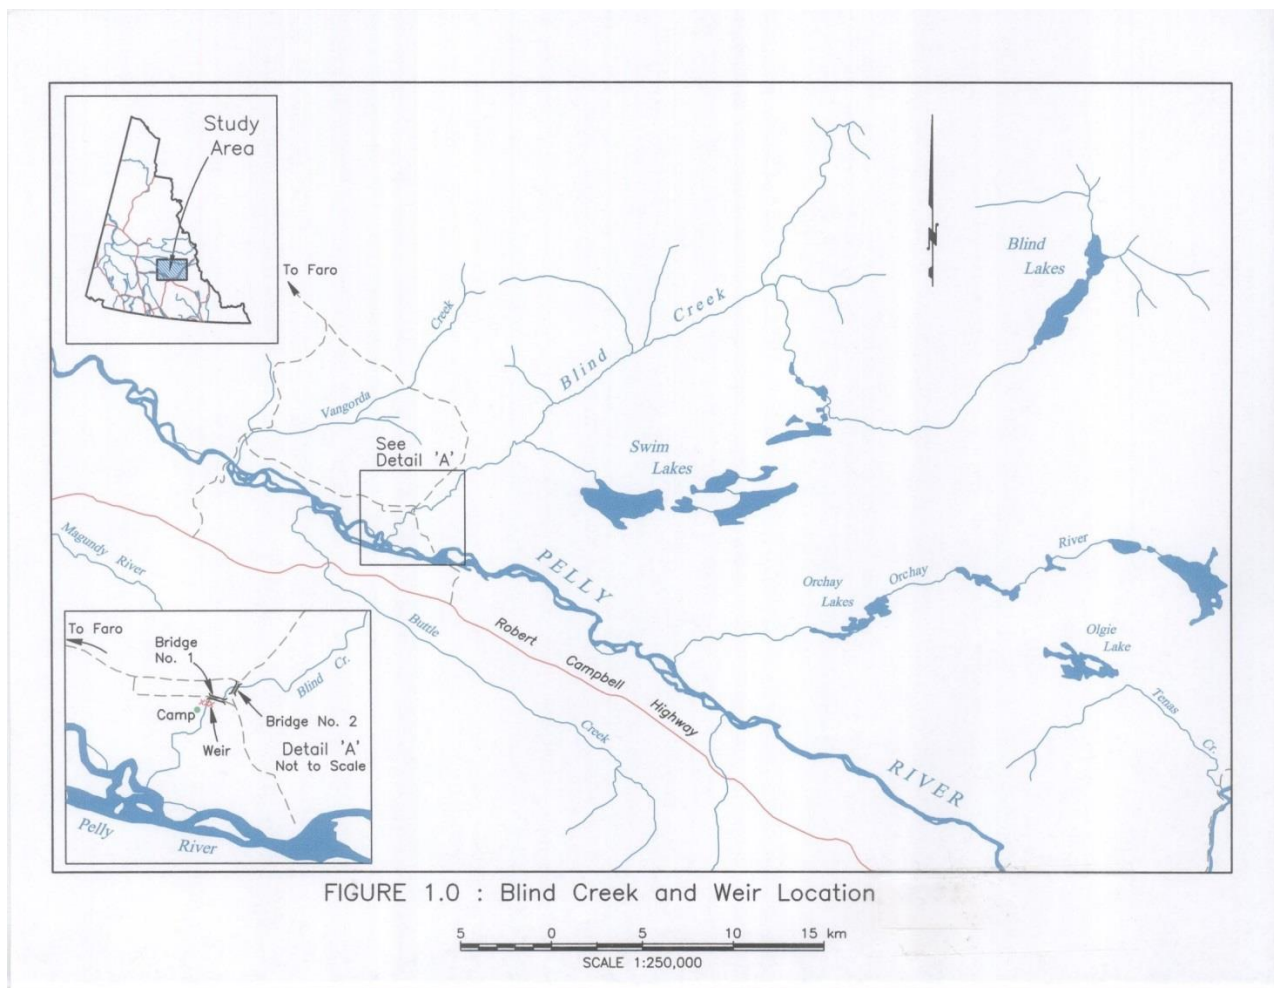 Study
Area
To Faro
Creek
Vangorda
Blind Creek
Blind
Lakes
See
Detail 'A'
Swim
Lakes
Magundy River
PELLY RIVER
Orchay
Lakes
Orchay River
Olgie
Lake
Tenas Cr.
Buttle Creek
Robert Campbell Highway
N
To Faro
Bridge
No. 1
Blind Cr.
Camp
Bridge No. 2
Weir
Detail 'A'
Not to Scale
Pelly River
FIGURE 1.0 : Blind Creek and Weir Location
5 0 5 10 15 km
SCALE 1:250,000